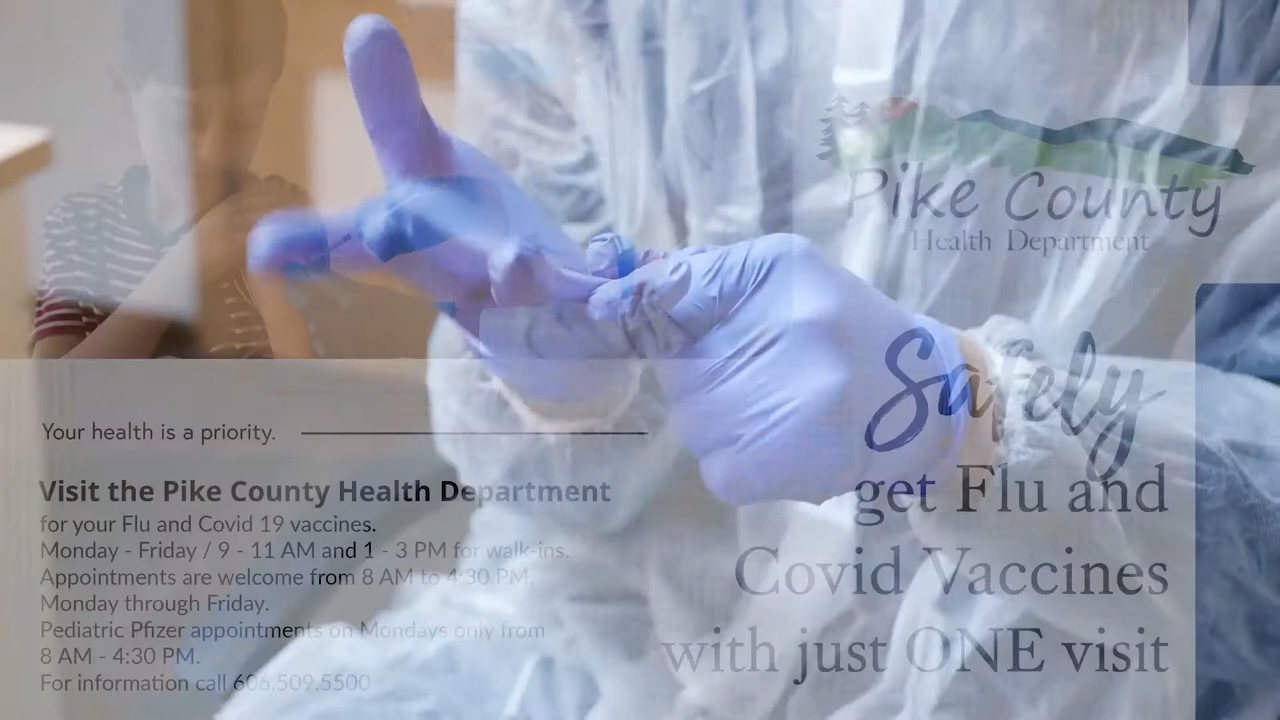 Pike County
Health Department
Safely
get Flu and
Covid Vaccines
with just ONE visit
Your health is a priority.
Visit the Pike County Health Department
for your Flu and Covid 19 vaccines.
Monday - Friday / 9 - 11 AM and 1 - 3 PM for walk-ins.
Appointments are welcome from 8 AM to 4:30 PM,
Monday through Friday.
Pediatric Pfizer appointments on Mondays only from
8 AM - 4:30 PM.
For information call 606.509.5500